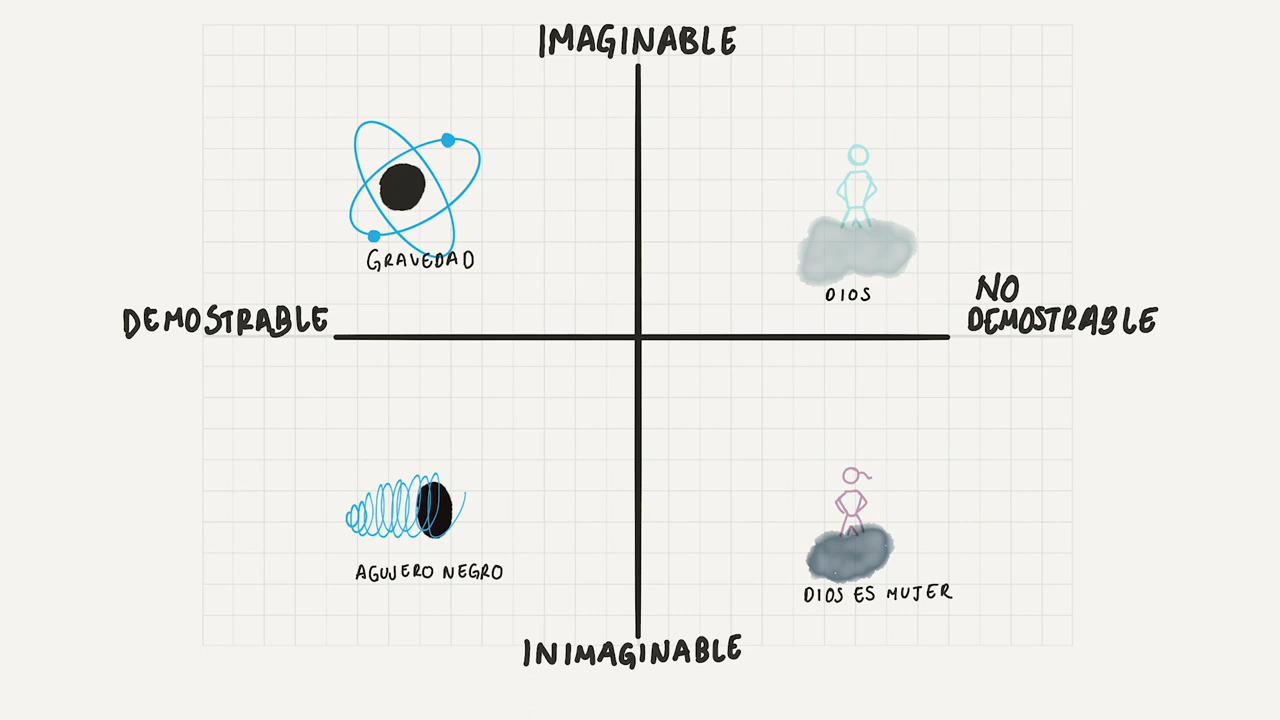 IMAGINABLE
GRAVEDAD
DIOS
DEMOSTRABLE
NO
DEMOSTRABLE
AGUJERO NEGRO
DIOS ES MUJER
INIMAGINABLE